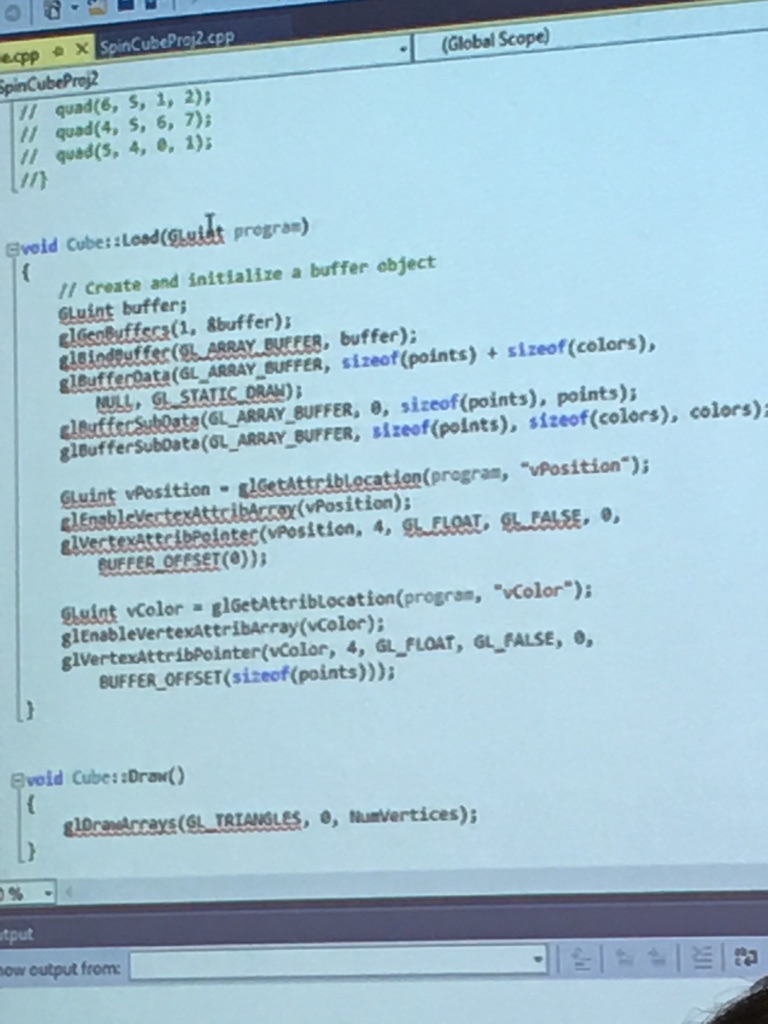 e.cpp SpinCubeProj2.cpp
SpinCubeProj2 (Global Scope)
// quad(6, 5, 1, 2);
// quad(4, 5, 6, 7);
// quad(5, 4, 0, 1);
//}
void Cube::Load(GLuint program)
{
// Create and initialize a buffer object
GLuint buffer;
glGenBuffers(1, &buffer);
glBindBuffer(GL_ARRAY_BUFFER, buffer);
glBufferData(GL_ARRAY_BUFFER, sizeof(points) + sizeof(colors),
NULL, GL_STATIC_DRAW);
glBufferSubData(GL_ARRAY_BUFFER, 0, sizeof(points), points);
glBufferSubData(GL_ARRAY_BUFFER, sizeof(points), sizeof(colors), colors);
GLuint vPosition = glGetAttribLocation(program, "vPosition");
glEnableVertexAttribArray(vPosition);
glVertexAttribPointer(vPosition, 4, GL_FLOAT, GL_FALSE, 0,
BUFFER_OFFSET(0));
GLuint vColor = glGetAttribLocation(program, "vColor");
glEnableVertexAttribArray(vColor);
glVertexAttribPointer(vColor, 4, GL_FLOAT, GL_FALSE, 0,
BUFFER_OFFSET(sizeof(points)));
}
void Cube::Draw()
{
glDrawArrays(GL_TRIANGLES, 0, NumVertices);
}
0 %
tput
ow output from: